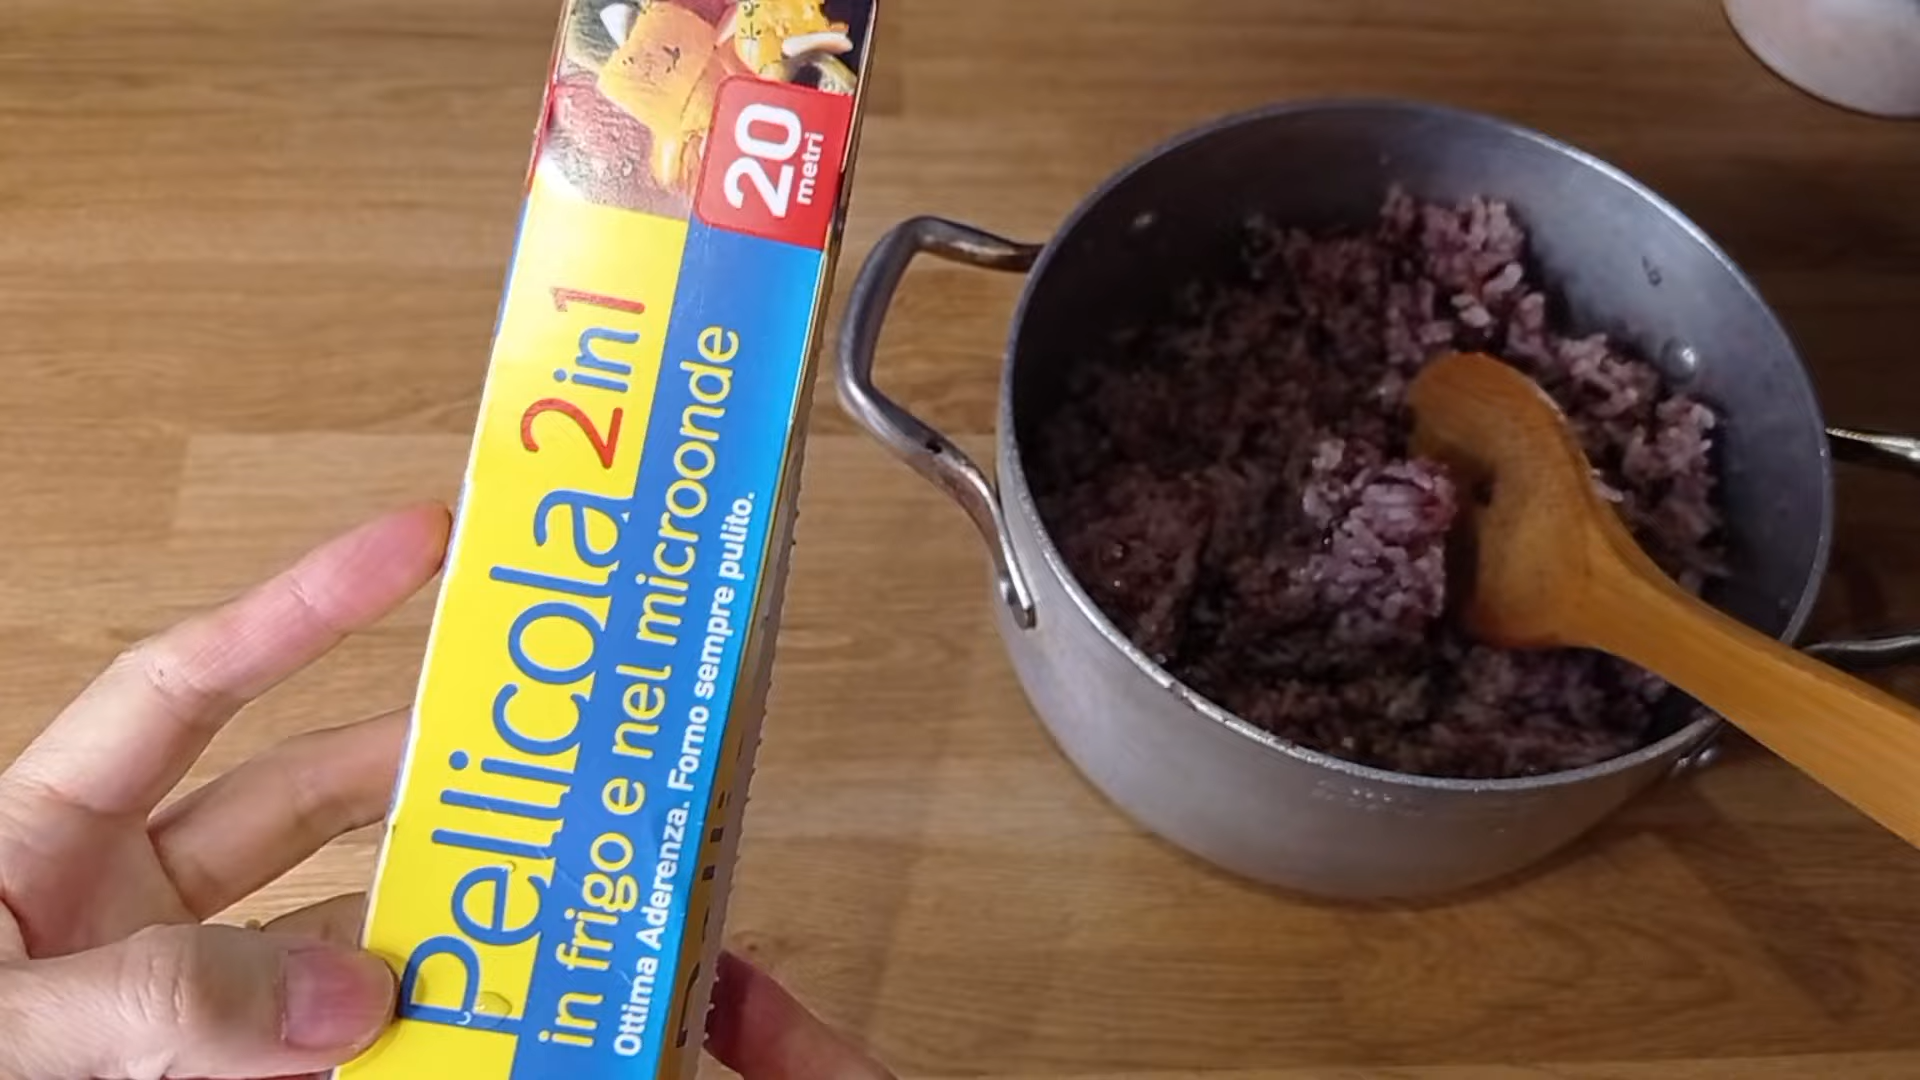 20
metri
Pellicola 2in1
in frigo e nel microonde
Ottima Aderenza. Forno sempre pulito.